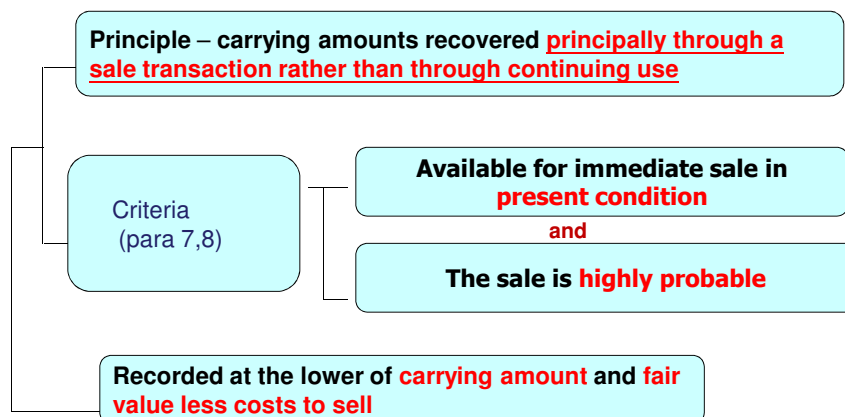 Principle – carrying amounts recovered principally through a
sale transaction rather than through continuing use
Criteria
(para 7,8)
Available for immediate sale in
present condition
and
The sale is highly probable
Recorded at the lower of carrying amount and fair
value less costs to sell